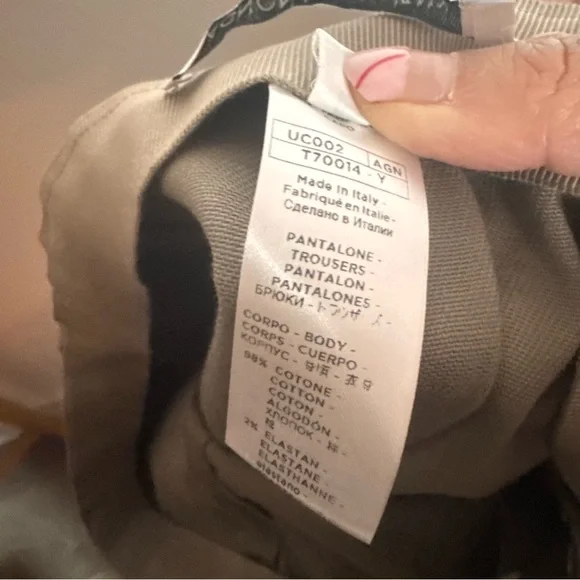 UC002 AGN
T70014 - Y
Made in Italy -
Fabriqué en Italie -
Сделано в Италии
PANTALONE -
TROUSERS -
PANTALON -
PANTALONES -
БРЮКИ -
CORPO - BODY -
CORPS - CUERPO -
КОРПУС -
98% COTONE -
COTTON -
COTON -
ALGODÓN -
ХЛОПОК - 棉 -
2% ELASTAN -
ELASTANE -
ELASTHANNE -
elastano -